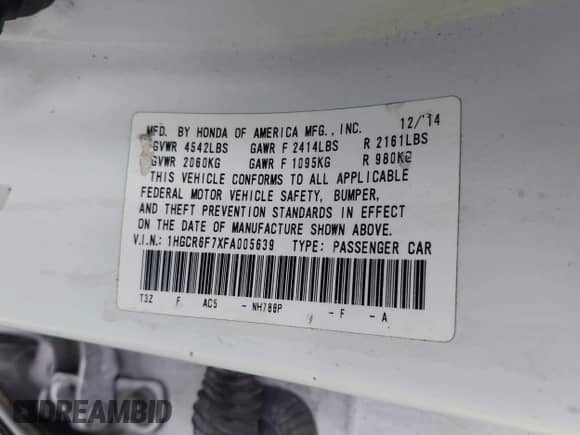 MFD. BY HONDA OF AMERICA MFG., INC. 12/'14
GVWR 4542LBS GAWR F 2414LBS R 2161LBS
GVWR 2060KG GAWR F 1095KG R 980KG
THIS VEHICLE CONFORMS TO ALL APPLICABLE
FEDERAL MOTOR VEHICLE SAFETY, BUMPER,
AND THEFT PREVENTION STANDARDS IN EFFECT
ON THE DATE OF MANUFACTURE SHOWN ABOVE.
V.I.N.: 1HGCR6F7XFA005639 TYPE: PASSENGER CAR
T3Z F AC5 - NH788P - F - A
DREAMBID